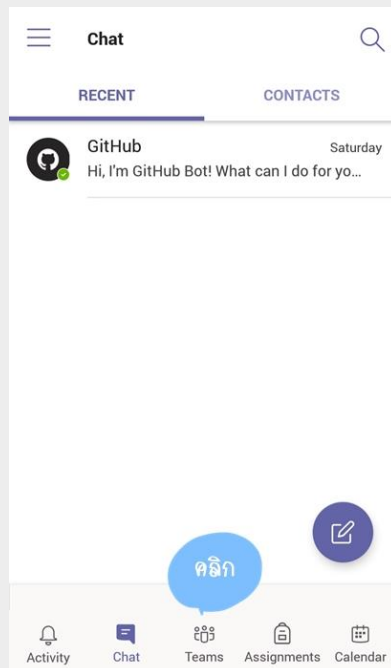 Chat
RECENT CONTACTS
GitHub Saturday
Hi, I'm GitHub Bot! What can I do for yo...
คลิก
Activity Chat Teams Assignments Calendar